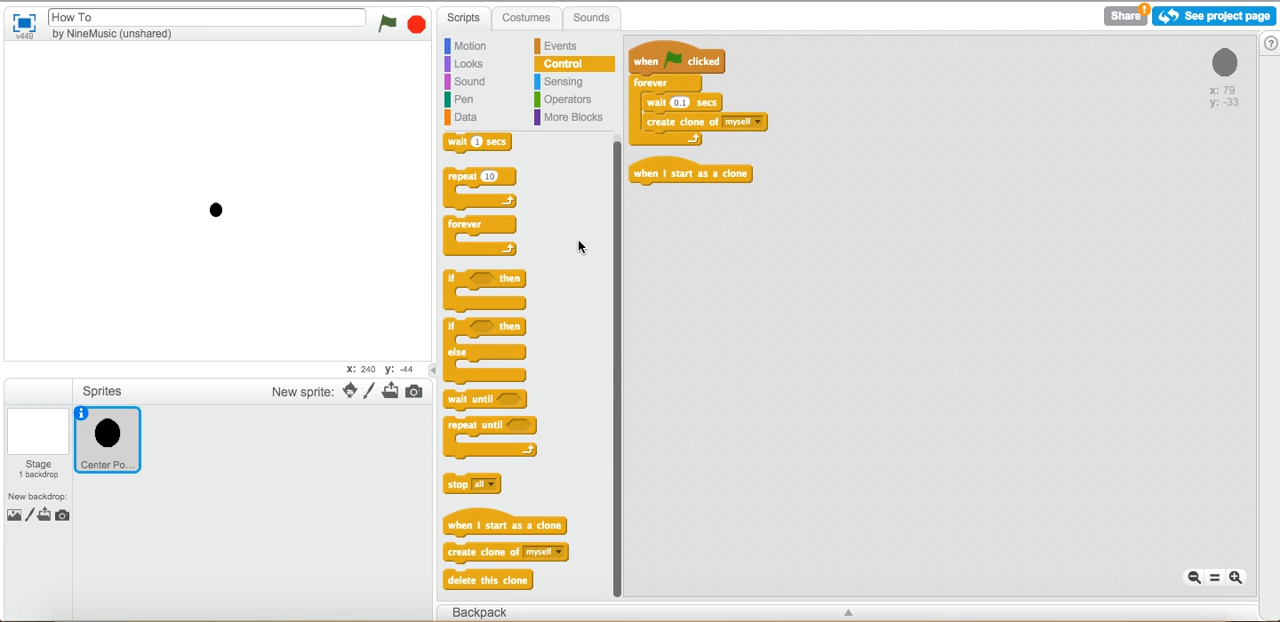 How To
by NineMusic (unshared)
v449
Scripts
Costumes
Sounds
Share
!
See project page
Motion
Looks
Sound
Pen
Data
Events
Control
Sensing
Operators
More Blocks
wait 1 secs
repeat 10
forever
if then
if then
else
wait until
repeat until
stop all
when I start as a clone
create clone of myself
delete this clone
when clicked
forever
wait 0.1 secs
create clone of myself
when I start as a clone
x: 79
y: -33
?
x: 240 y: -44
Sprites
New sprite:
Stage
1 backdrop
New backdrop:
i
Center Po...
Backpack